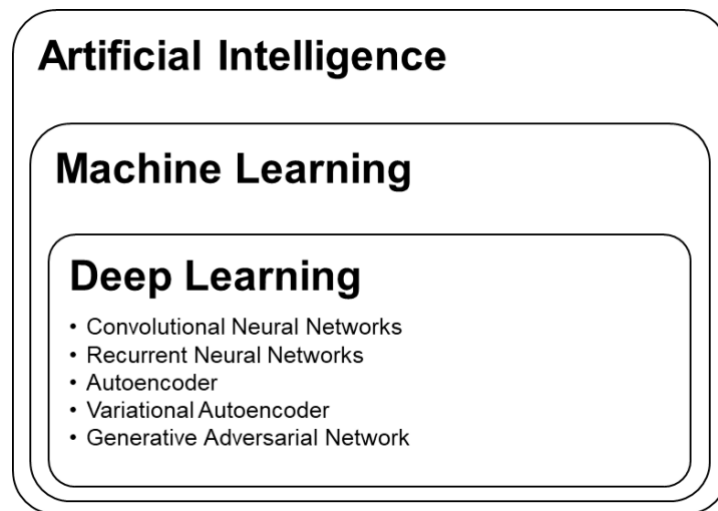 Artificial Intelligence
Machine Learning
Deep Learning
• Convolutional Neural Networks
• Recurrent Neural Networks
• Autoencoder
• Variational Autoencoder
• Generative Adversarial Network